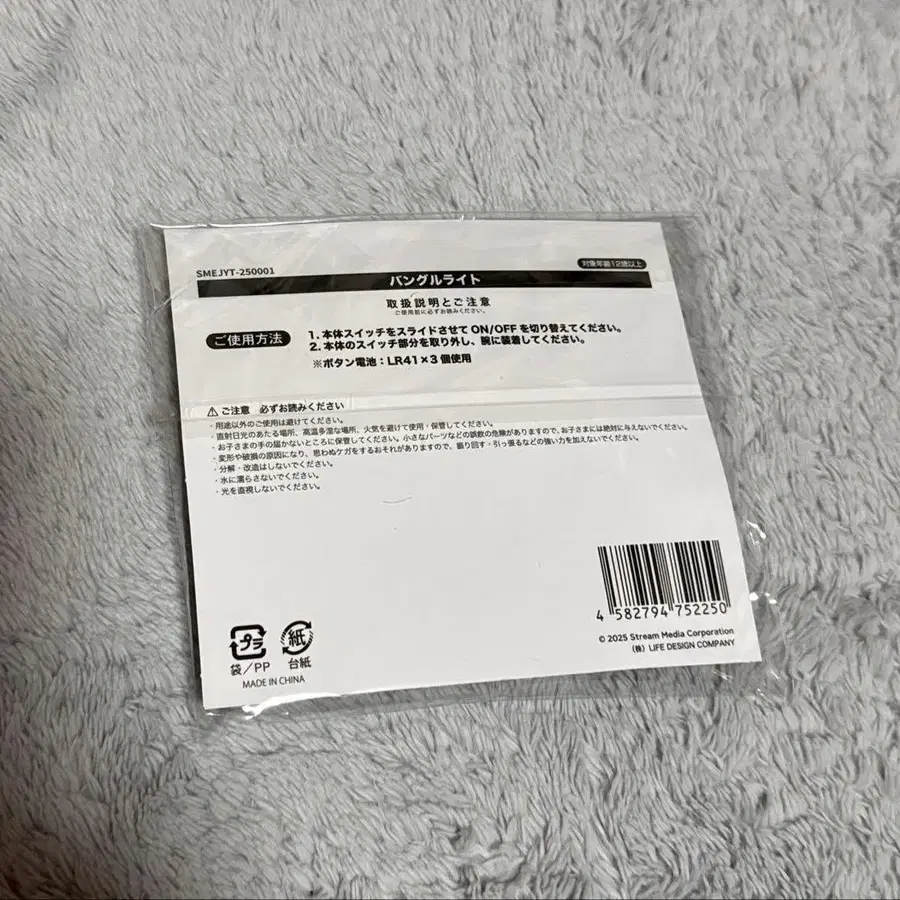 SMEJYT-250001
対象年齢12歳以上
バングルライト
取扱説明とご注意
ご使用前に必ずお読みください。
ご使用方法
1. 本体スイッチをスライドさせて ON/OFF を切り替えてください。
2. 本体のスイッチ部分を取り外し、腕に装着してください。
※ボタン電池：LR41×3 個使用
⚠ ご注意 必ずお読みください
・用途以外のご使用は避けてください。
・直射日光のあたる場所、高温多湿な場所、火気を避けて使用・保管してください。
・お子さまの手の届かないところに保管してください。小さなパーツなどの誤飲の危険がありますので、お子さまには絶対に与えないでください。
・変形や破損の原因になり、思わぬケガをするおそれがありますので、振り回す・引っ張るなどの強い力を加えないでください。
・分解・改造はしないでください。
・水に濡らさないでください。
・光を直視しないでください。
4 582794 752250
© 2025 Stream Media Corporation
（株）LIFE DESIGN COMPANY
プラ
紙
袋／PP
台紙
MADE IN CHINA